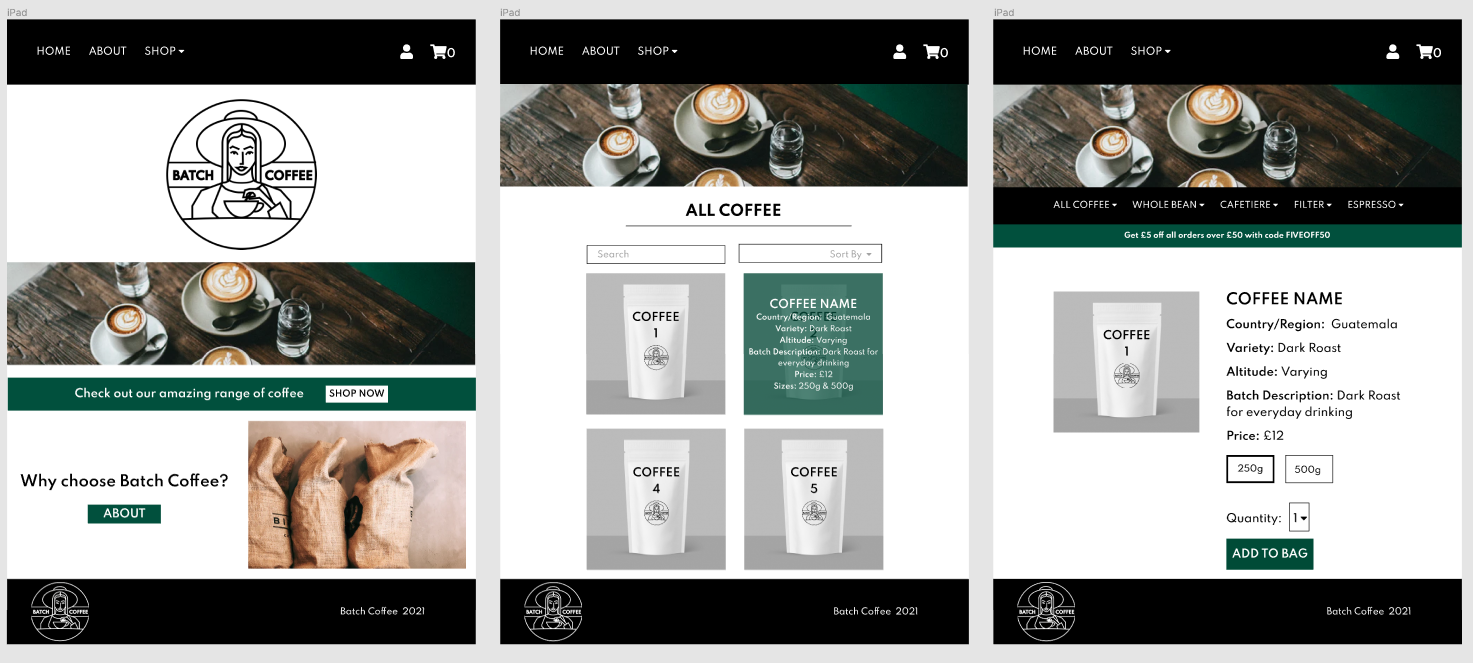 iPad
HOME ABOUT SHOP
0
BATCH COFFEE
Check out our amazing range of coffee SHOP NOW
Why choose Batch Coffee?
ABOUT
BATCH COFFEE
Batch Coffee 2021
iPad
HOME ABOUT SHOP
0
ALL COFFEE
Search
Sort By
COFFEE
1
COFFEE NAME
Country/Region: Guatemala
Variety: Dark Roast
Altitude: Varying
Batch Description: Dark Roast for
everyday drinking
Price: £12
Sizes: 250g & 500g
COFFEE
4
COFFEE
5
BATCH COFFEE
Batch Coffee 2021
iPad
HOME ABOUT SHOP
0
ALL COFFEE WHOLE BEAN CAFETIERE FILTER ESPRESSO
Get £5 off all orders over £50 with code FIVEOFF50
COFFEE
1
COFFEE NAME
Country/Region: Guatemala
Variety: Dark Roast
Altitude: Varying
Batch Description: Dark Roast
for everyday drinking
Price: £12
250g 500g
Quantity: 1
ADD TO BAG
BATCH COFFEE
Batch Coffee 2021